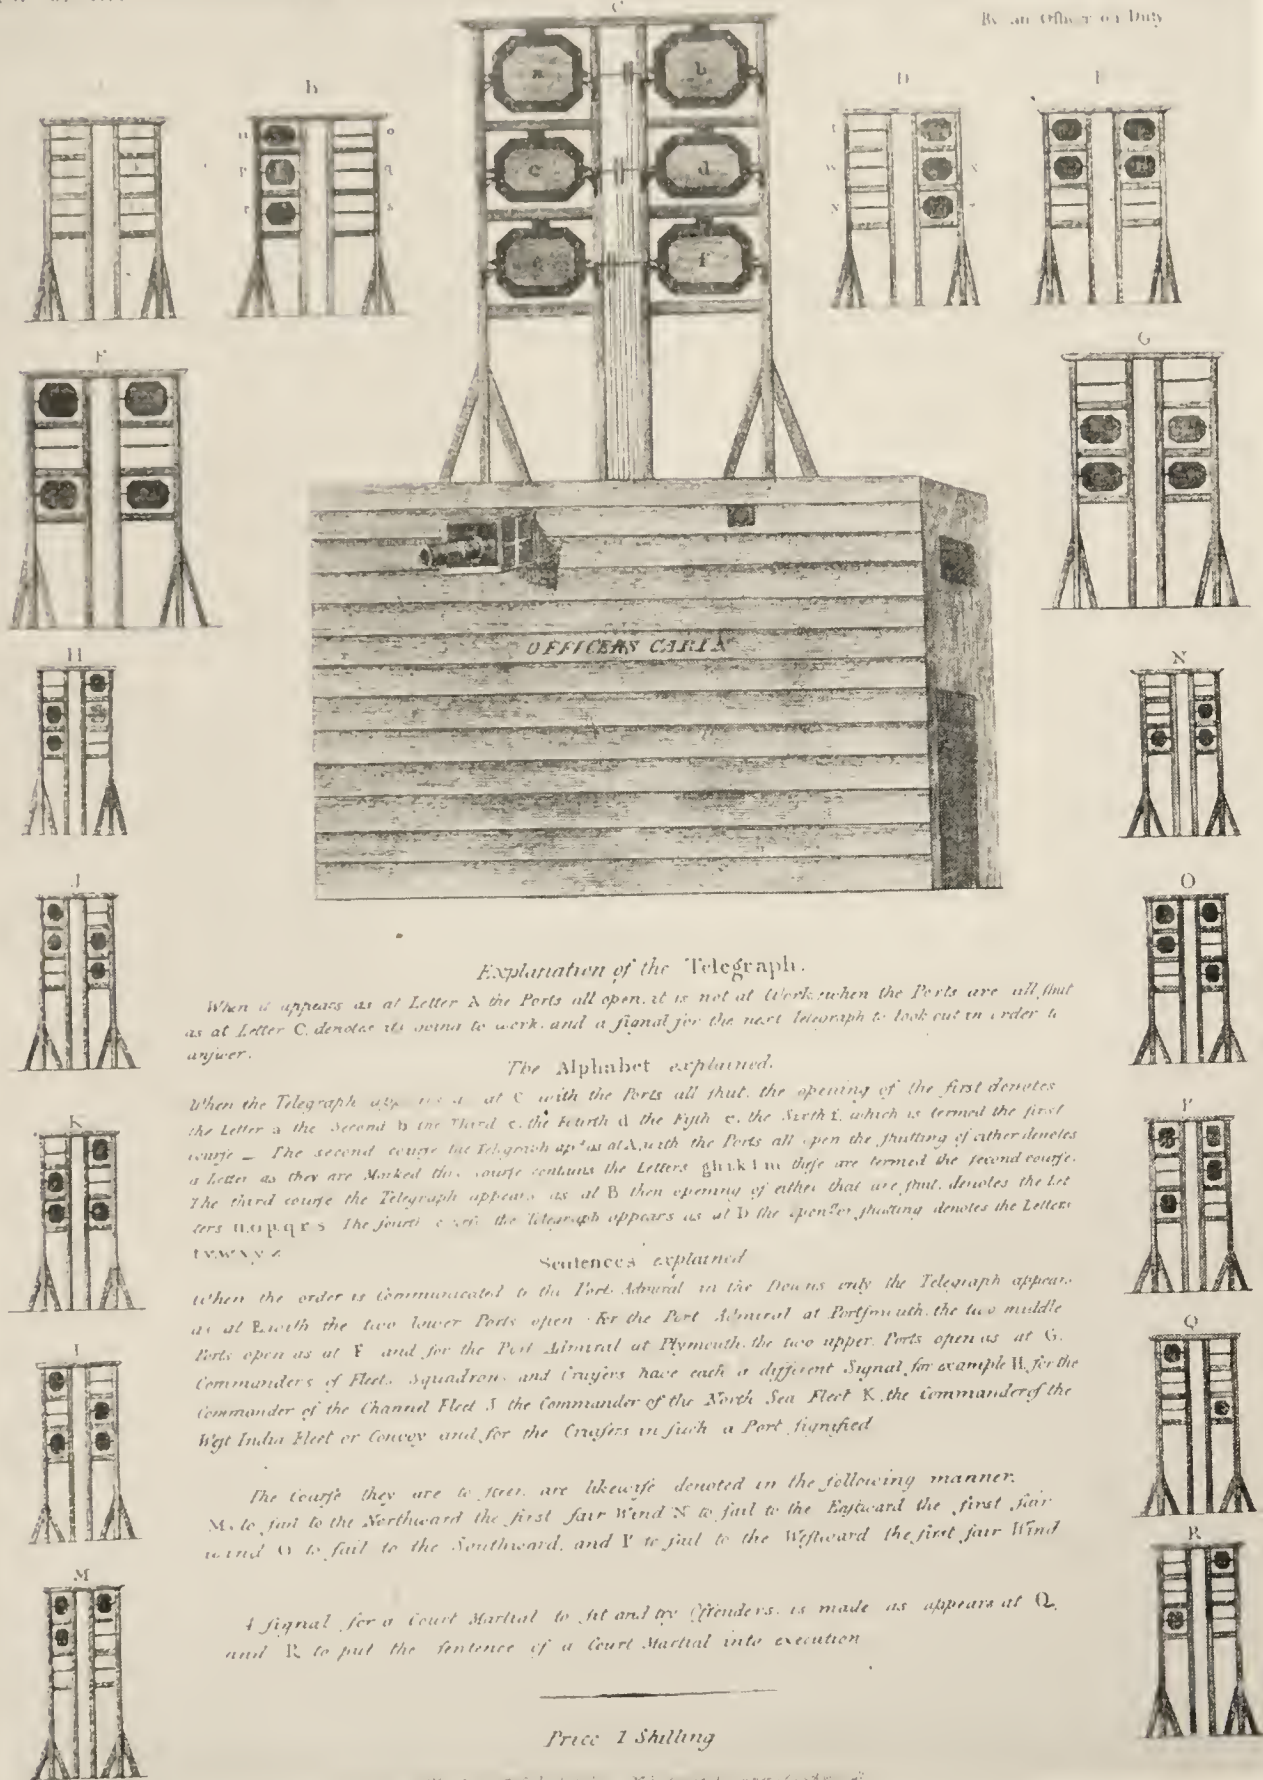 By an Officer on Duty
C
B
D
E
n
o
p
q
r
s
t
w
x
a
b
c
d
e
f
F
G
OFFICERS CABIN
H
N
J
O
K
P
L
Q
M
R
Explanation of the Telegraph.
When it appears as at Letter A the Ports all open, it is not at Work, when the Ports are all ſhut
as at Letter C. denotes its going to work, and a ſignal for the next telegraph to look out in order to
anſwer.
The Alphabet explained.
When the Telegraph at C with the Ports all ſhut, the opening of the first denotes
the Letter a the Second b the Third c, the Fourth d the Fifth e, the Sixth f, which is termed the first
courſe _ The second courſe the Telegraph apps as at A, with the Ports all open the ſhutting of either denotes
a Letter as they are Marked this courſe contains the Letters g h i k l m theſe are termed the ſecond courſe.
The third courſe the Telegraph appears as at B then opening of either that are ſhut, denotes the Let
ters n,o,p,q,r s The fourth courſe the Telegraph appears as at D the ſhutting denotes the Letters
t v,w,x,y z
Sentences explained
When the order is Communicated to the Port Admiral in the Downs only the Telegraph appears
as at E with the two lower Ports open for the Port Admiral at Portſmouth, the two middle
Ports open as at F and for the Port Admiral at Plymouth, the two upper Ports open as at G.
Commanders of Fleets, Squadrons and Cruiſers have each a different Signal, for example H, for the
Commander of the Channel Fleet J the Commander of the North Sea Fleet K, the Commander of the
Weſt India Fleet or Convoy and for the Cruiſers in ſuch a Port ſignified
The Courſe they are to ſteer, are likewiſe denoted in the following manner.
M, to ſail to the Northward the first fair Wind N to ſail to the Eaſtward the first fair
wind O to ſail to the Southward, and P to ſail to the Weſtward the first fair Wind
A ſignal for a Court Martial to ſit and try Offenders, is made as appears at Q,
and R to put the ſentence of a Court Martial into execution
Price 1 Shilling